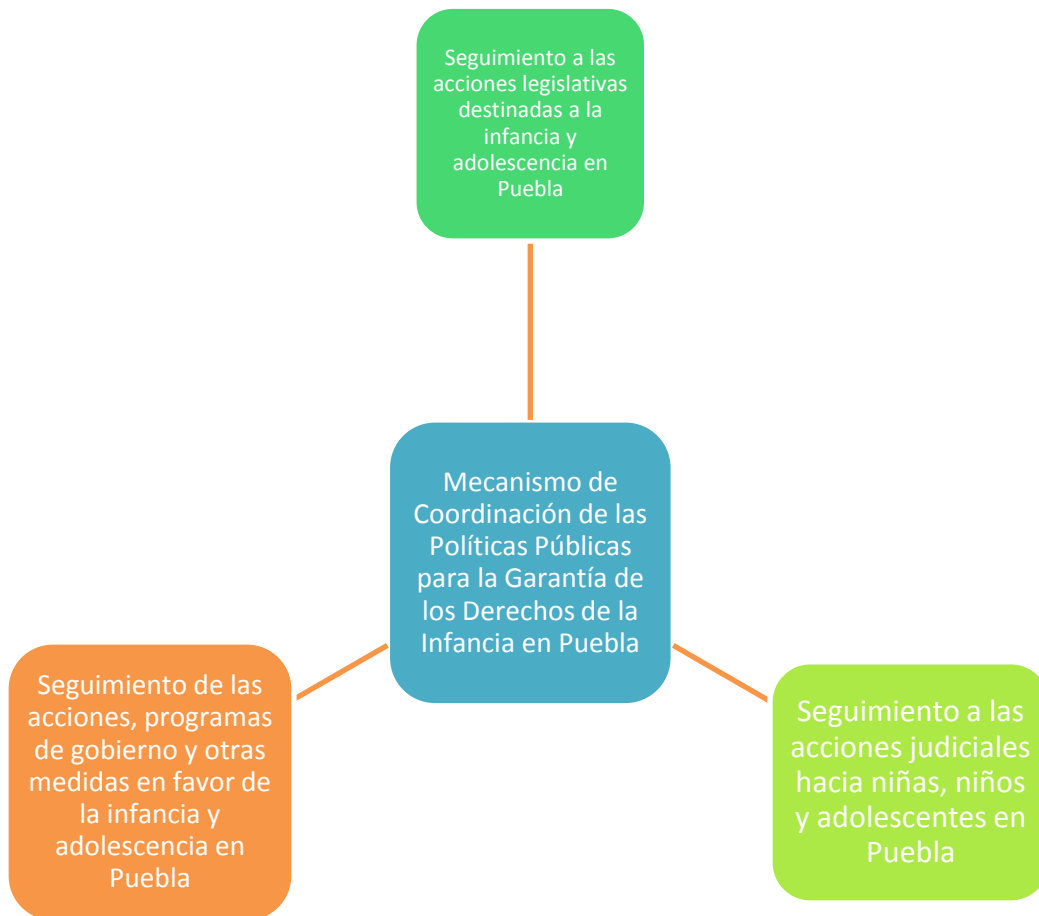 Seguimiento a las
acciones legislativas
destinadas a la
infancia y
adolescencia en
Puebla
Mecanismo de
Coordinación de las
Políticas Públicas
para la Garantía de
los Derechos de la
Infancia en Puebla
Seguimiento de las
acciones, programas
de gobierno y otras
medidas en favor de
la infancia y
adolescencia en
Puebla
Seguimiento a las
acciones judiciales
hacia niñas, niños
y adolescentes en
Puebla